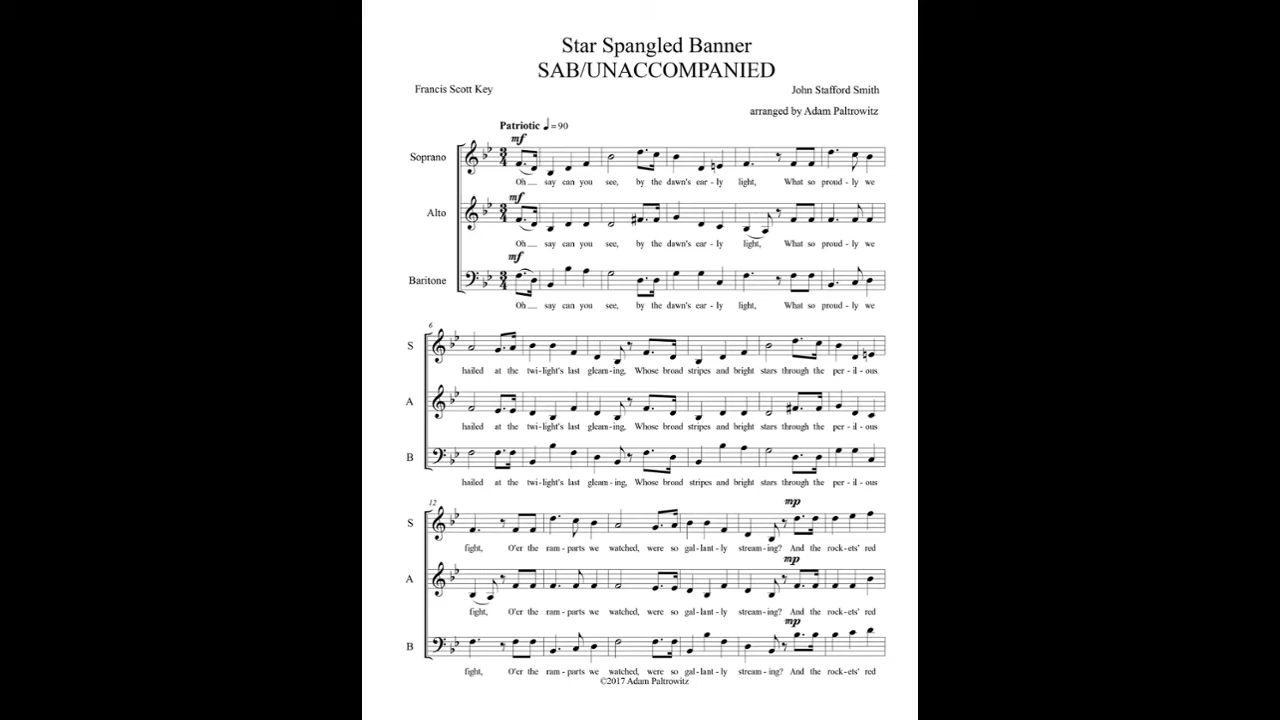 Star Spangled Banner
SAB/UNACCOMPANIED
Francis Scott Key
John Stafford Smith
arranged by Adam Paltrowitz
Patriotic ♩=90
mf
Soprano
Oh__ say can you see, by the dawn's ear - ly light, What so proud - ly we
mf
Alto
Oh__ say can you see, by the dawn's ear - ly light, What so proud - ly we
mf
Baritone
Oh__ say can you see, by the dawn's ear - ly light, What so proud - ly we
6
S
hailed at the twi - light's last gleam - ing, Whose broad stripes and bright stars through the per - il - ous
A
hailed at the twi - light's last gleam - ing, Whose broad stripes and bright stars through the per - il - ous
B
hailed at the twi - light's last gleam - ing, Whose broad stripes and bright stars through the per - il - ous
12
mp
S
fight, O'er the ram - parts we watched, were so gal - lant - ly stream - ing? And the rock - ets' red
mp
A
fight, O'er the ram - parts we watched, were so gal - lant - ly stream - ing? And the rock - ets' red
mp
B
fight, O'er the ram - parts we watched, were so gal - lant - ly stream - ing? And the rock - ets' red
©2017 Adam Paltrowitz